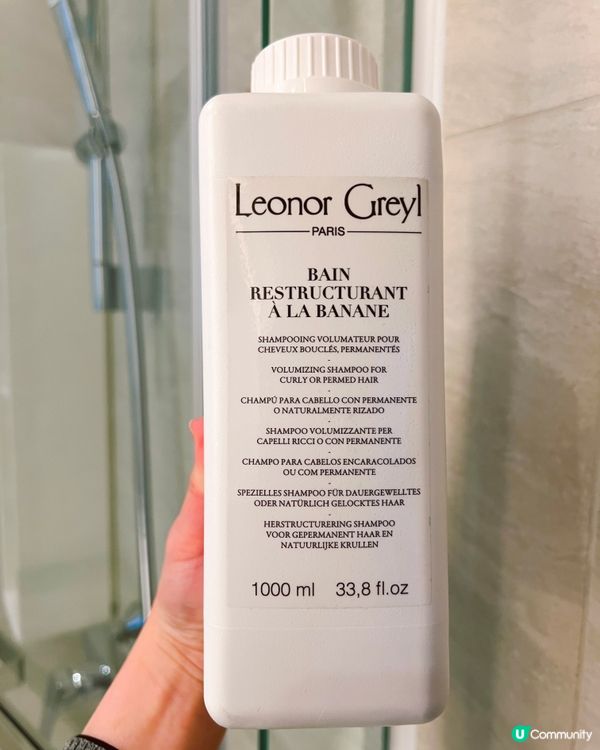 Leonor Greyl
PARIS
BAIN
RESTRUCTURANT
À LA BANANE
SHAMPOOING VOLUMATEUR POUR
CHEVEUX BOUCLÉS, PERMANENTÉS
-
VOLUMIZING SHAMPOO FOR
CURLY OR PERMED HAIR
-
CHAMPÚ PARA CABELLO CON PERMANENTE
O NATURALMENTE RIZADO
-
SHAMPOO VOLUMIZZANTE PER
CAPELLI RICCI O CON PERMANENTE
-
CHAMPO PARA CABELOS ENCARACOLADOS
OU COM PERMANENTE
-
SPEZIELLES SHAMPOO FÜR DAUERGEWELLTES
ODER NATÜRLICH GELOCKTES HAAR
-
HERSTRUCTURERING SHAMPOO
VOOR GEPERMANENT HAAR EN
NATUURLIJKE KRULLEN
1000 ml 33,8 fl.oz
U Community